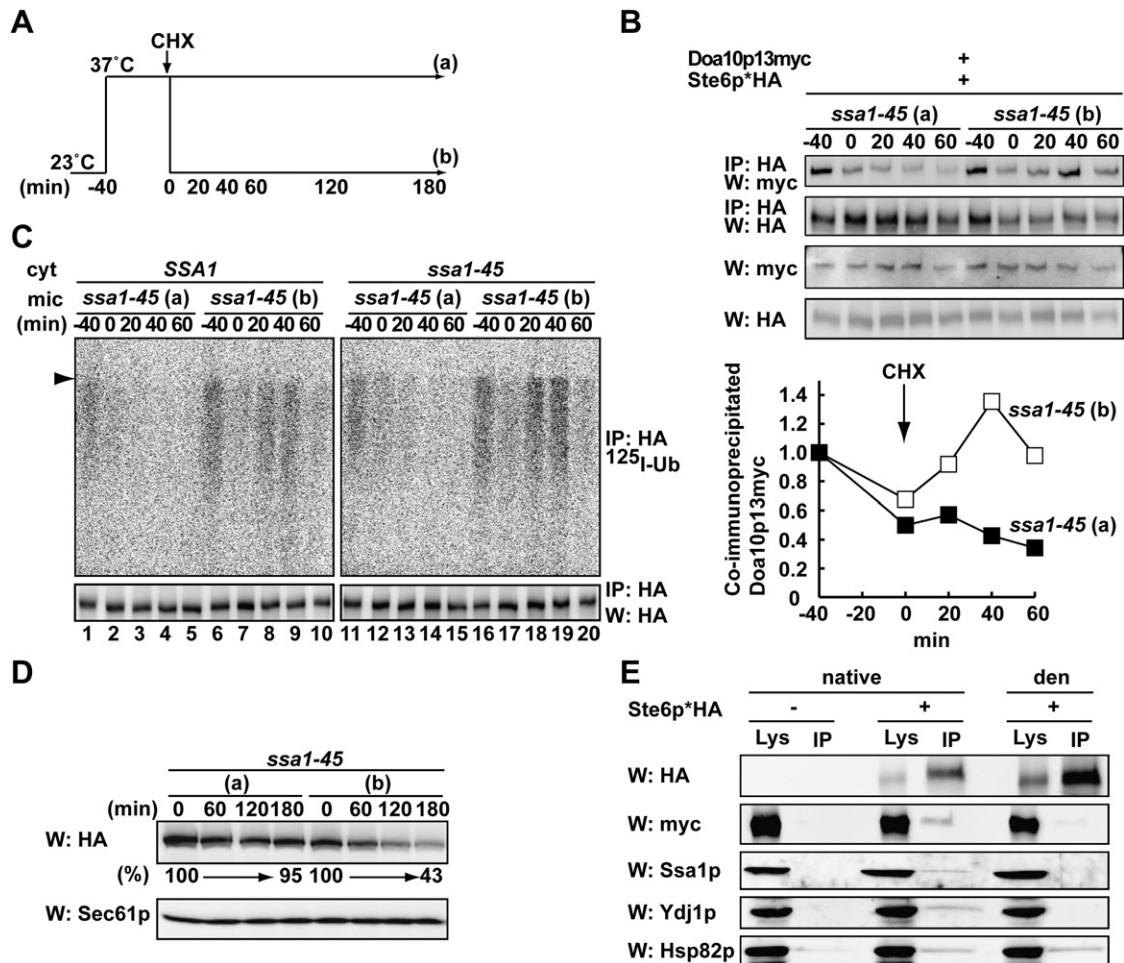 A
CHX
37°C
(a)
23°C
(b)
(min) -40 0 20 40 60 120 180
B
Doa10p13myc +
Ste6p*HA +
ssa1-45 (a) ssa1-45 (b)
-40 0 20 40 60 -40 0 20 40 60
IP: HA
W: myc
IP: HA
W: HA
W: myc
W: HA
CHX
Co-immunoprecipitated
Doa10p13myc
1.4
1.2
1.0
0.8
0.6
0.4
0.2
0
ssa1-45 (b)
ssa1-45 (a)
-40 -20 0 20 40 60
min
C
cyt SSA1 ssa1-45
mic ssa1-45 (a) ssa1-45 (b) ssa1-45 (a) ssa1-45 (b)
(min) -40 0 20 40 60 -40 0 20 40 60 -40 0 20 40 60 -40 0 20 40 60
IP: HA
125I-Ub
IP: HA
W: HA
1 2 3 4 5 6 7 8 9 10 11 12 13 14 15 16 17 18 19 20
D
ssa1-45
(a) (b)
(min) 0 60 120 180 0 60 120 180
W: HA
(%) 100 95 100 43
W: Sec61p
E
native den
Ste6p*HA - + +
Lys IP Lys IP Lys IP
W: HA
W: myc
W: Ssa1p
W: Ydj1p
W: Hsp82p